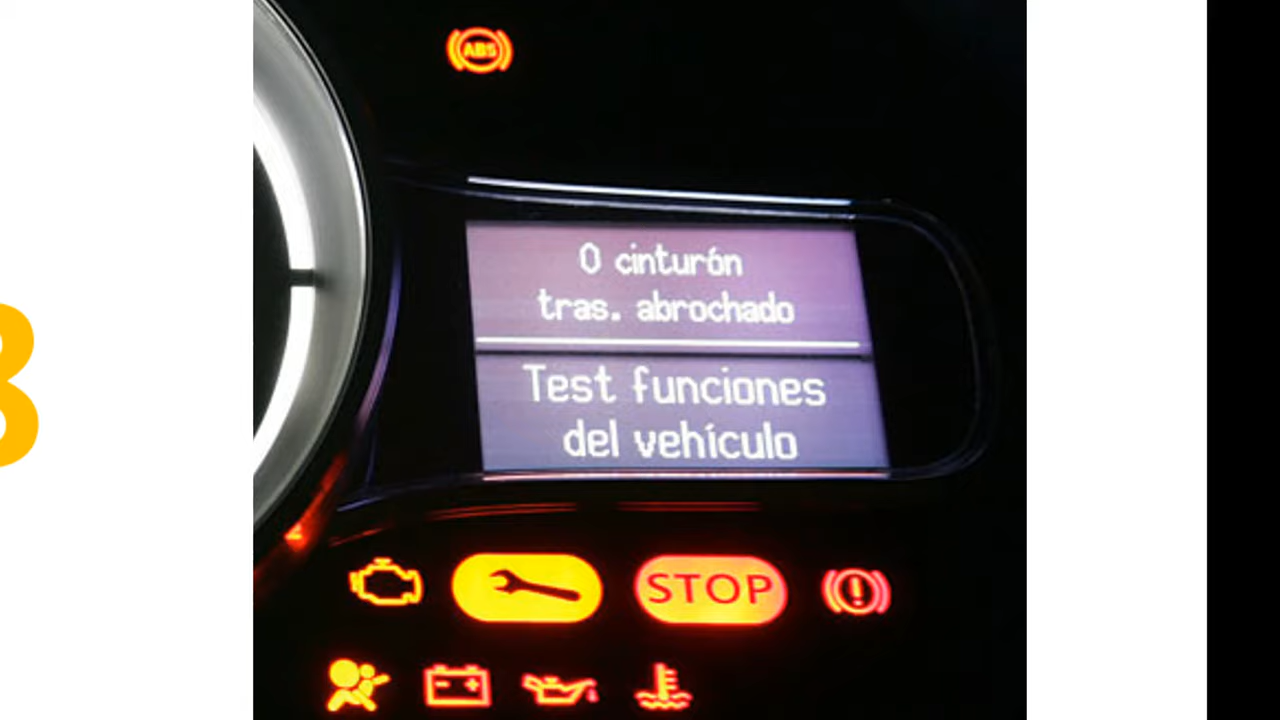 ABS
0 cinturón
tras. abrochado
Test funciones
del vehículo
STOP